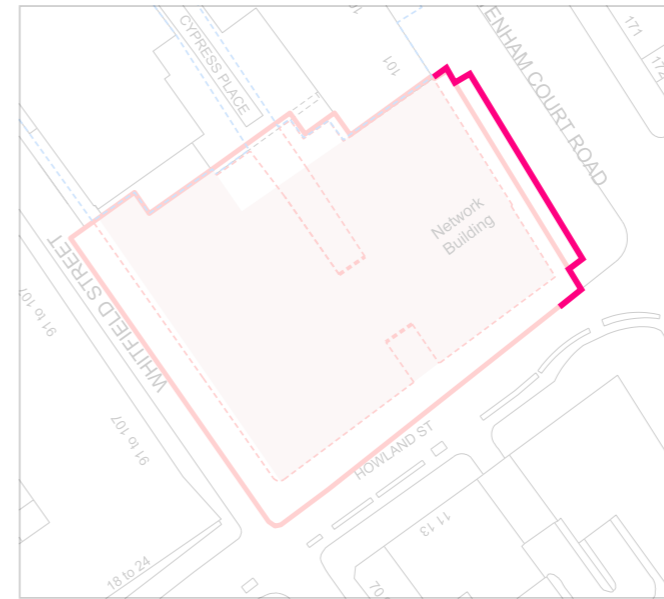 CYPRESS PLACE
101
ENHAM COURT ROAD
171
172
Network
Building
WHITFIELD STREET
91 to 107
91 to 107
HOWLAND ST
11 13
18 to 24
70